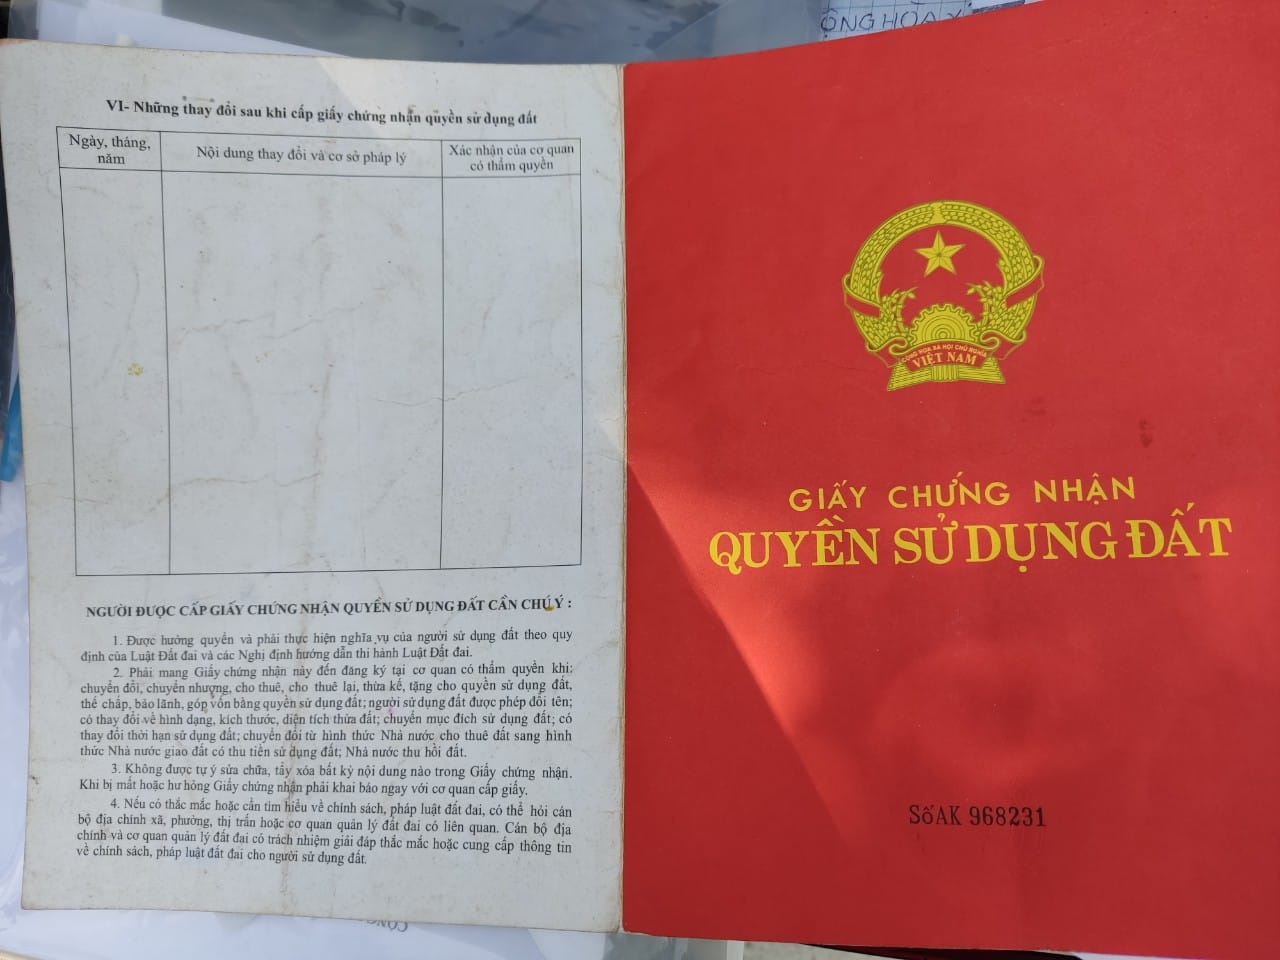 ỘNG HÒA X
VI- Những thay đổi sau khi cấp giấy chứng nhận quyền sử dụng đất
Ngày, tháng, năm
Nội dung thay đổi và cơ sở pháp lý
Xác nhận của cơ quan có thẩm quyền
NGƯỜI ĐƯỢC CẤP GIẤY CHỨNG NHẬN QUYỀN SỬ DỤNG ĐẤT CẦN CHÚ Ý :
1. Được hưởng quyền và phải thực hiện nghĩa vụ của người sử dụng đất theo quy
định của Luật Đất đai và các Nghị định hướng dẫn thi hành Luật Đất đai.
2. Phải mang Giấy chứng nhận này đến đăng ký tại cơ quan có thẩm quyền khi:
chuyển đổi, chuyển nhượng, cho thuê, cho thuê lại, thừa kế, tặng cho quyền sử dụng đất,
thế chấp, bảo lãnh, góp vốn bằng quyền sử dụng đất; người sử dụng đất được phép đổi tên;
có thay đổi về hình dạng, kích thước, diện tích thửa đất; chuyển mục đích sử dụng đất; có
thay đổi thời hạn sử dụng đất; chuyển đổi từ hình thức Nhà nước cho thuê đất sang hình
thức Nhà nước giao đất có thu tiền sử dụng đất; Nhà nước thu hồi đất.
3. Không được tự ý sửa chữa, tẩy xóa bất kỳ nội dung nào trong Giấy chứng nhận.
Khi bị mất hoặc hư hỏng Giấy chứng nhận phải khai báo ngay với cơ quan cấp giấy.
4. Nếu có thắc mắc hoặc cần tìm hiểu về chính sách, pháp luật đất đai, có thể hỏi cán
bộ địa chính xã, phường, thị trấn hoặc cơ quan quản lý đất đai có liên quan. Cán bộ địa
chính và cơ quan quản lý đất đai có trách nhiệm giải đáp thắc mắc hoặc cung cấp thông tin
về chính sách, pháp luật đất đai cho người sử dụng đất.
CỘNG HÒA XÃ HỘI CHỦ NGHĨA
VIỆT NAM
GIẤY CHỨNG NHẬN
QUYỀN SỬ DỤNG ĐẤT
Số AK 968231